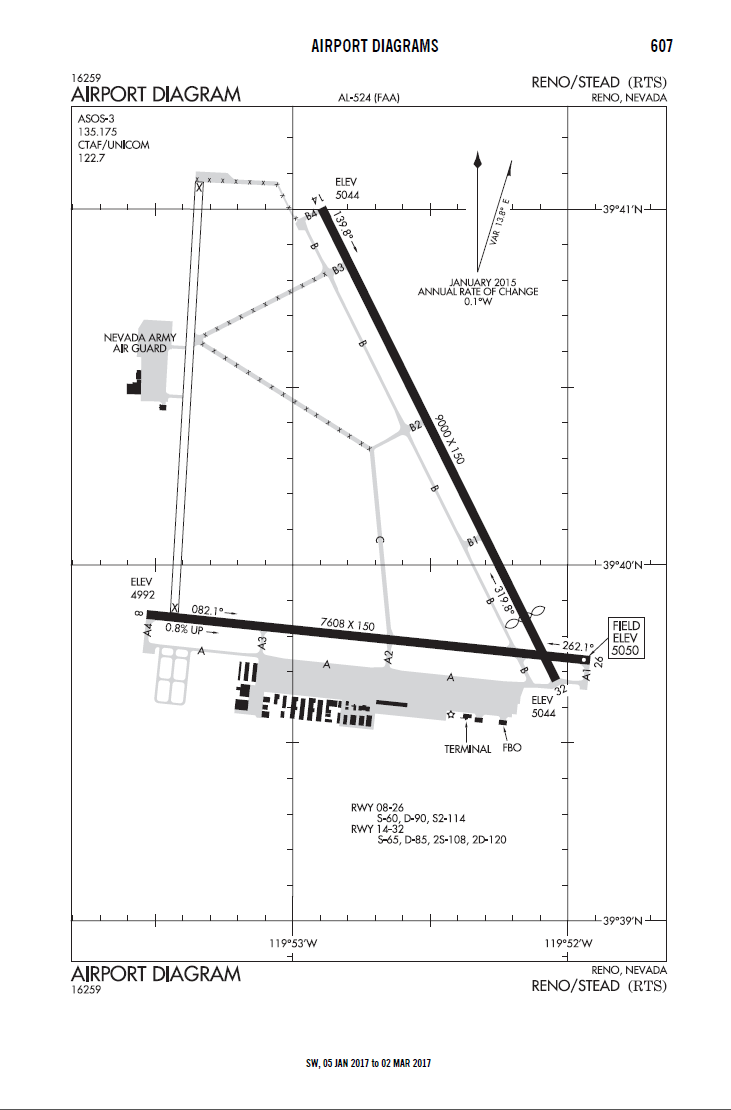 AIRPORT DIAGRAMS
607
16259
AIRPORT DIAGRAM
AL-524 (FAA)
RENO/STEAD (RTS)
RENO, NEVADA
ASOS-3
135.175
CTAF/UNICOM
122.7
X
ELEV
5044
14
139.8°
B4
B
B3
VAR 13.8° E
39°41'N
JANUARY 2015
ANNUAL RATE OF CHANGE
0.1°W
NEVADA ARMY
AIR GUARD
B
B2
9000 X 150
B
C
B1
39°40'N
319.8°
B
ELEV
4992
8
X
082.1°
0.8% UP
7608 X 150
262.1°
FIELD
ELEV
5050
A4
A
A3
A
A2
A
B
A1
26
32
ELEV
5044
TERMINAL
FBO
RWY 08-26
S-60, D-90, S2-114
RWY 14-32
S-65, D-85, 2S-108, 2D-120
39°39'N
119°53'W
119°52'W
AIRPORT DIAGRAM
16259
RENO, NEVADA
RENO/STEAD (RTS)
SW, 05 JAN 2017 to 02 MAR 2017